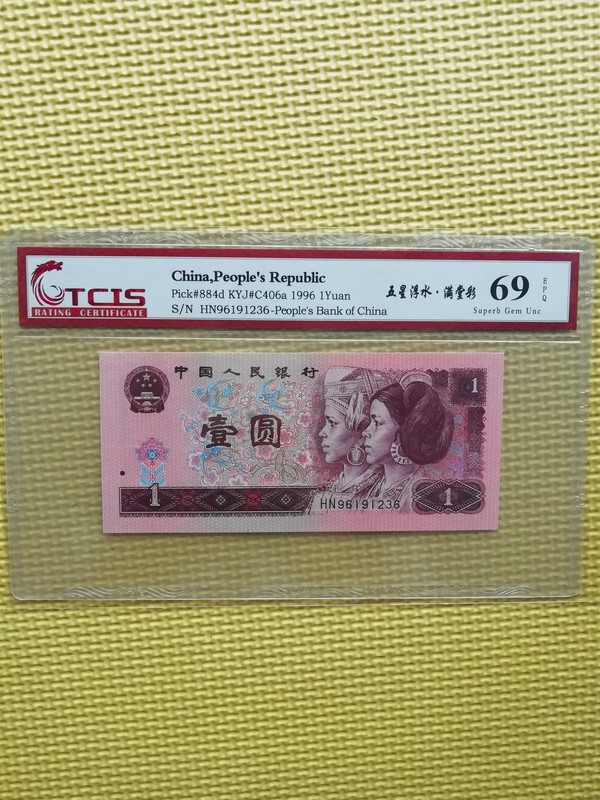 TCIS
RATING CERTIFICATE
China,People's Republic
Pick#884d KYJ#C406a 1996 1Yuan
S/N HN96191236-People's Bank of China
五星浮水·满堂彩
69
EPQ
Superb Gem Unc
中国人民银行
1
壹圆
1
HN96191236
1